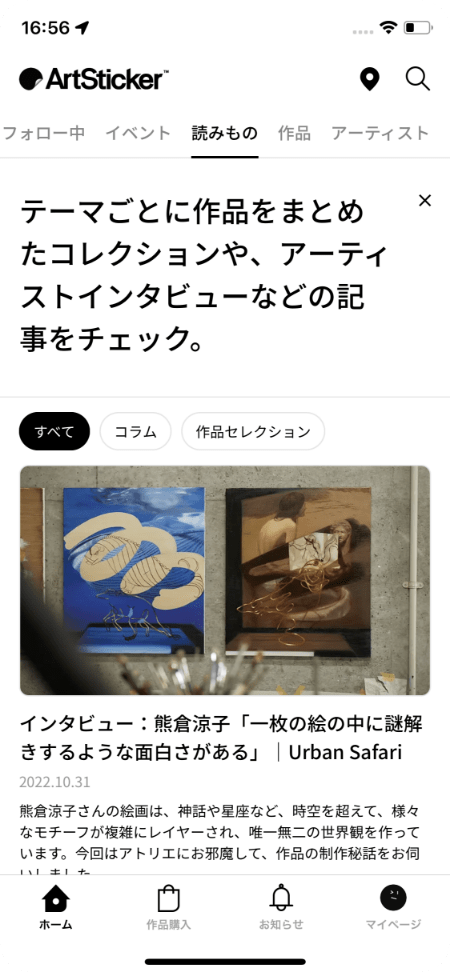 16:56
ArtSticker™
フォロー中 イベント 読みもの 作品 アーティスト
テーマごとに作品をまとめ
たコレクションや、アーティ
ストインタビューなどの記
事をチェック。
すべて コラム 作品セレクション
インタビュー：熊倉涼子「一枚の絵の中に謎解
きするような面白さがある」｜Urban Safari
2022.10.31
熊倉涼子さんの絵画は、神話や星座など、時空を超えて、様々
なモチーフが複雑にレイヤーされ、唯一無二の世界観を作って
います。今回はアトリエにお邪魔して、作品の制作秘話をお伺
いしました
ホーム 作品購入 お知らせ マイページ